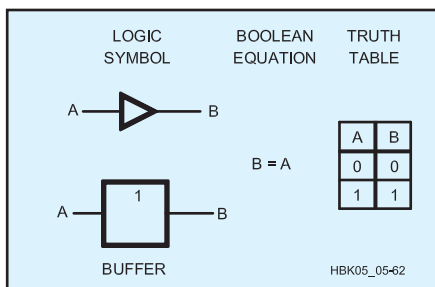 LOGIC SYMBOL
BOOLEAN EQUATION
TRUTH TABLE
A
B
B = A
A B
0 0
1 1
1
A
B
BUFFER
HBK05_05-62